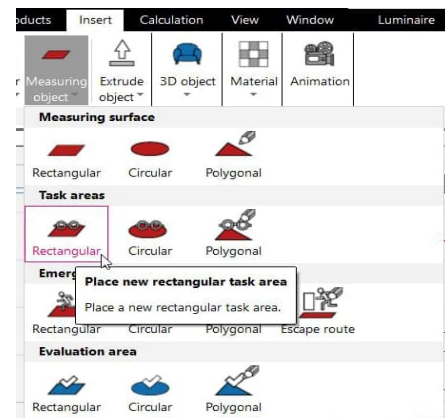 Insert Calculation View Window Luminaire
Measuring object
Extrude object
3D object
Material
Animation
Measuring surface
Rectangular Circular Polygonal
Task areas
Rectangular Circular Polygonal
Place new rectangular task area
Place a new rectangular task area.
Rectangular Circular Polygonal Escape route
Evaluation area
Rectangular Circular Polygonal